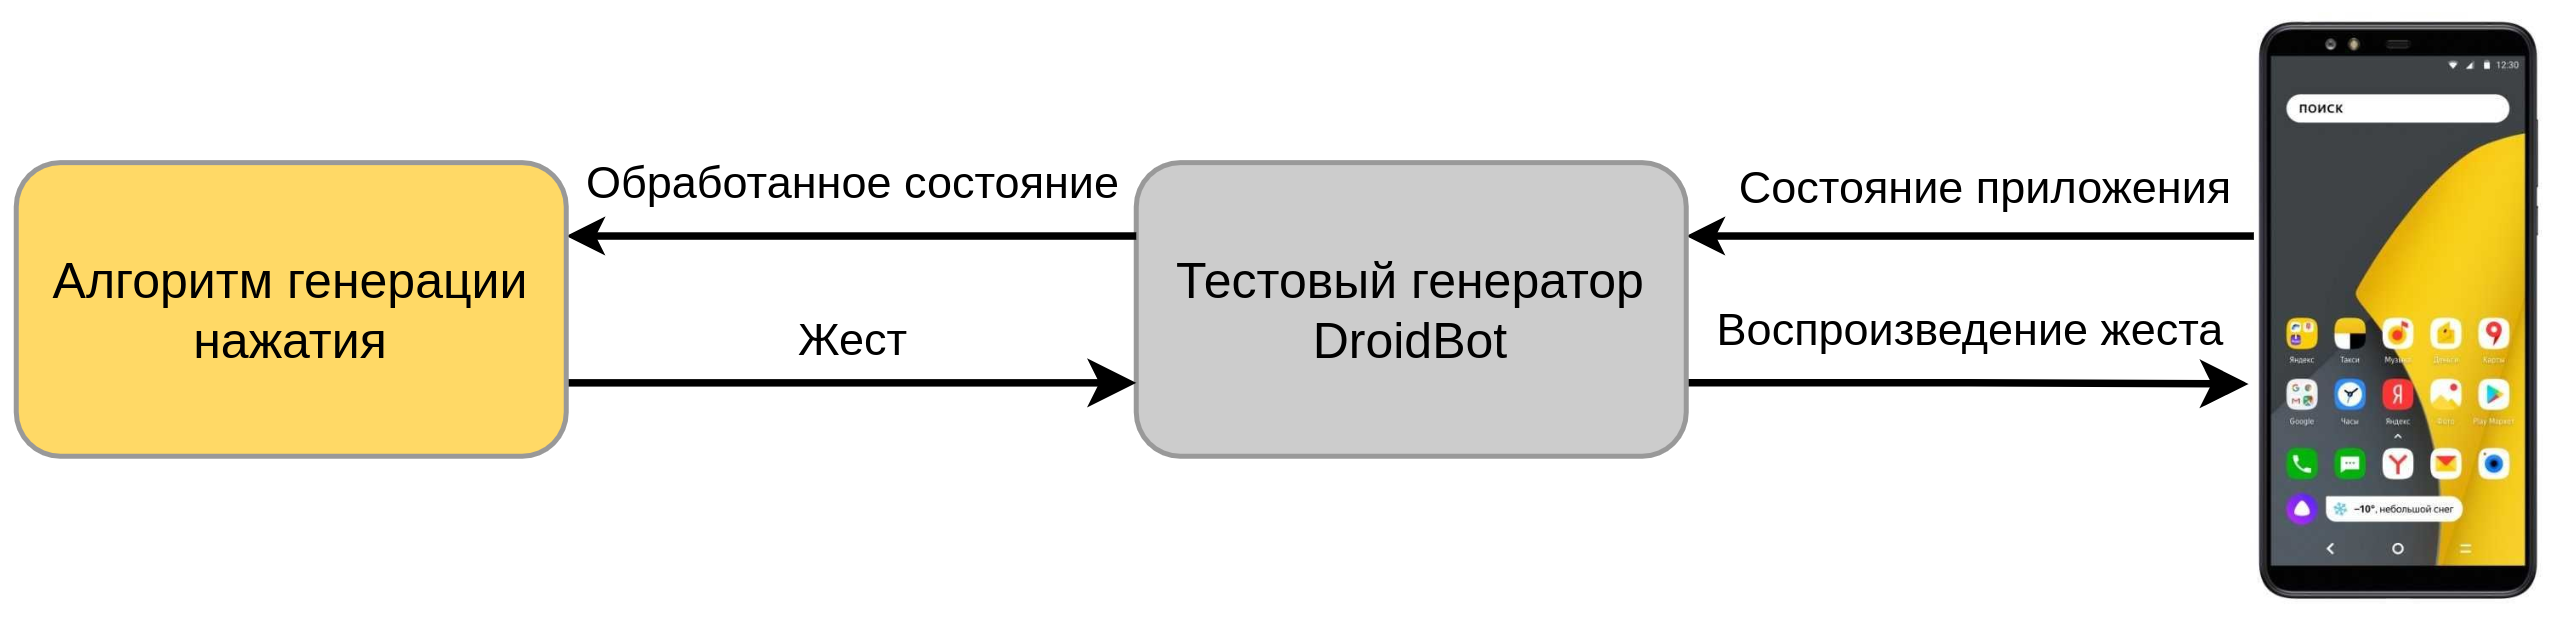 Обработанное состояние
Состояние приложения
Алгоритм генерации
нажатия
Тестовый генератор
DroidBot
Жест
Воспроизведение жеста
12:30
ПОИСК
Яндекс
Такси
Музыка
Деньги
Карты
Google
Часы
Яндекс
Фото
Play Маркет
−10°, небольшой снег